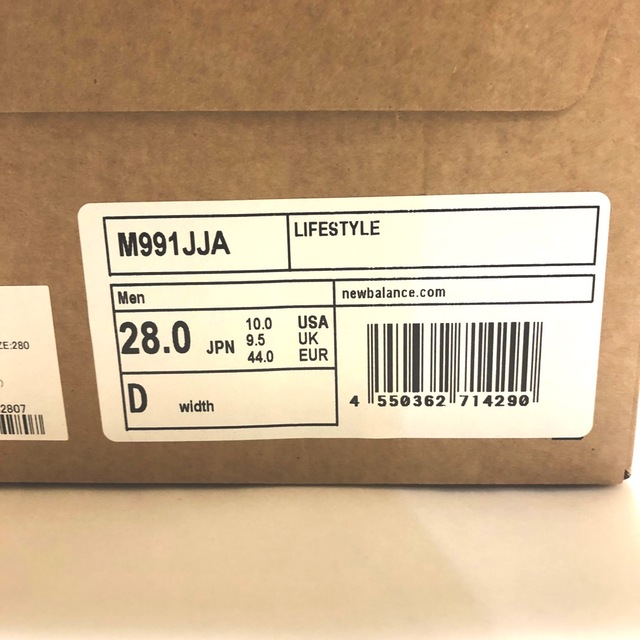 M991JJA
LIFESTYLE
Men
newbalance.com
28.0 JPN
10.0 USA
9.5 UK
44.0 EUR
D width
4 550362 714290
ZE:280
2807